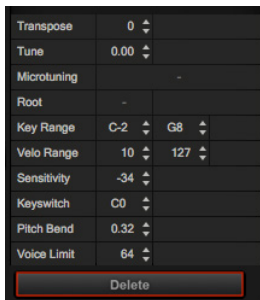 Transpose 0
Tune 0.00
Microtuning -
Root -
Key Range C-2 G8
Velo Range 10 127
Sensitivity -34
Keyswitch C0
Pitch Bend 0.32
Voice Limit 64
Delete